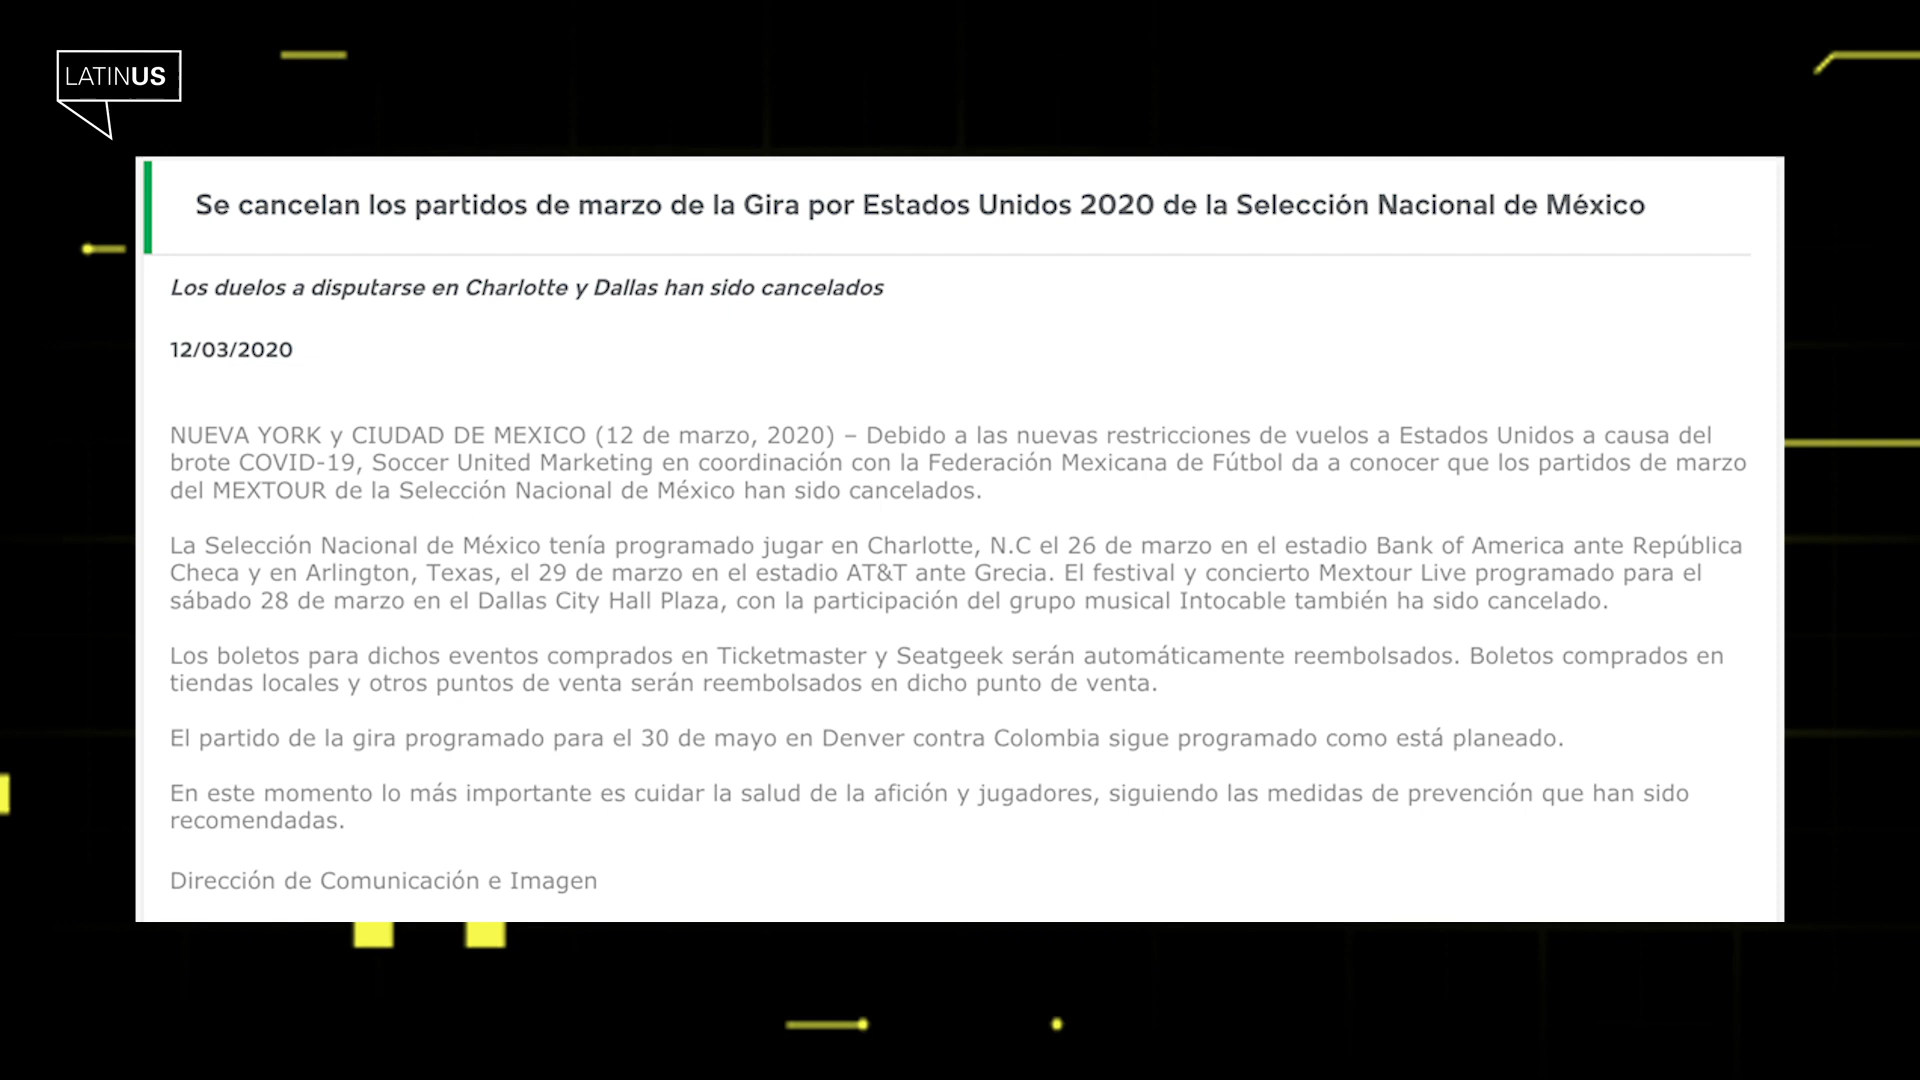 LATINUS
Se cancelan los partidos de marzo de la Gira por Estados Unidos 2020 de la Selección Nacional de México
Los duelos a disputarse en Charlotte y Dallas han sido cancelados
12/03/2020
NUEVA YORK y CIUDAD DE MEXICO (12 de marzo, 2020) – Debido a las nuevas restricciones de vuelos a Estados Unidos a causa del
brote COVID-19, Soccer United Marketing en coordinación con la Federación Mexicana de Fútbol da a conocer que los partidos de marzo
del MEXTOUR de la Selección Nacional de México han sido cancelados.
La Selección Nacional de México tenía programado jugar en Charlotte, N.C el 26 de marzo en el estadio Bank of America ante República
Checa y en Arlington, Texas, el 29 de marzo en el estadio AT&T ante Grecia. El festival y concierto Mextour Live programado para el
sábado 28 de marzo en el Dallas City Hall Plaza, con la participación del grupo musical Intocable también ha sido cancelado.
Los boletos para dichos eventos comprados en Ticketmaster y Seatgeek serán automáticamente reembolsados. Boletos comprados en
tiendas locales y otros puntos de venta serán reembolsados en dicho punto de venta.
El partido de la gira programado para el 30 de mayo en Denver contra Colombia sigue programado como está planeado.
En este momento lo más importante es cuidar la salud de la afición y jugadores, siguiendo las medidas de prevención que han sido
recomendadas.
Dirección de Comunicación e Imagen